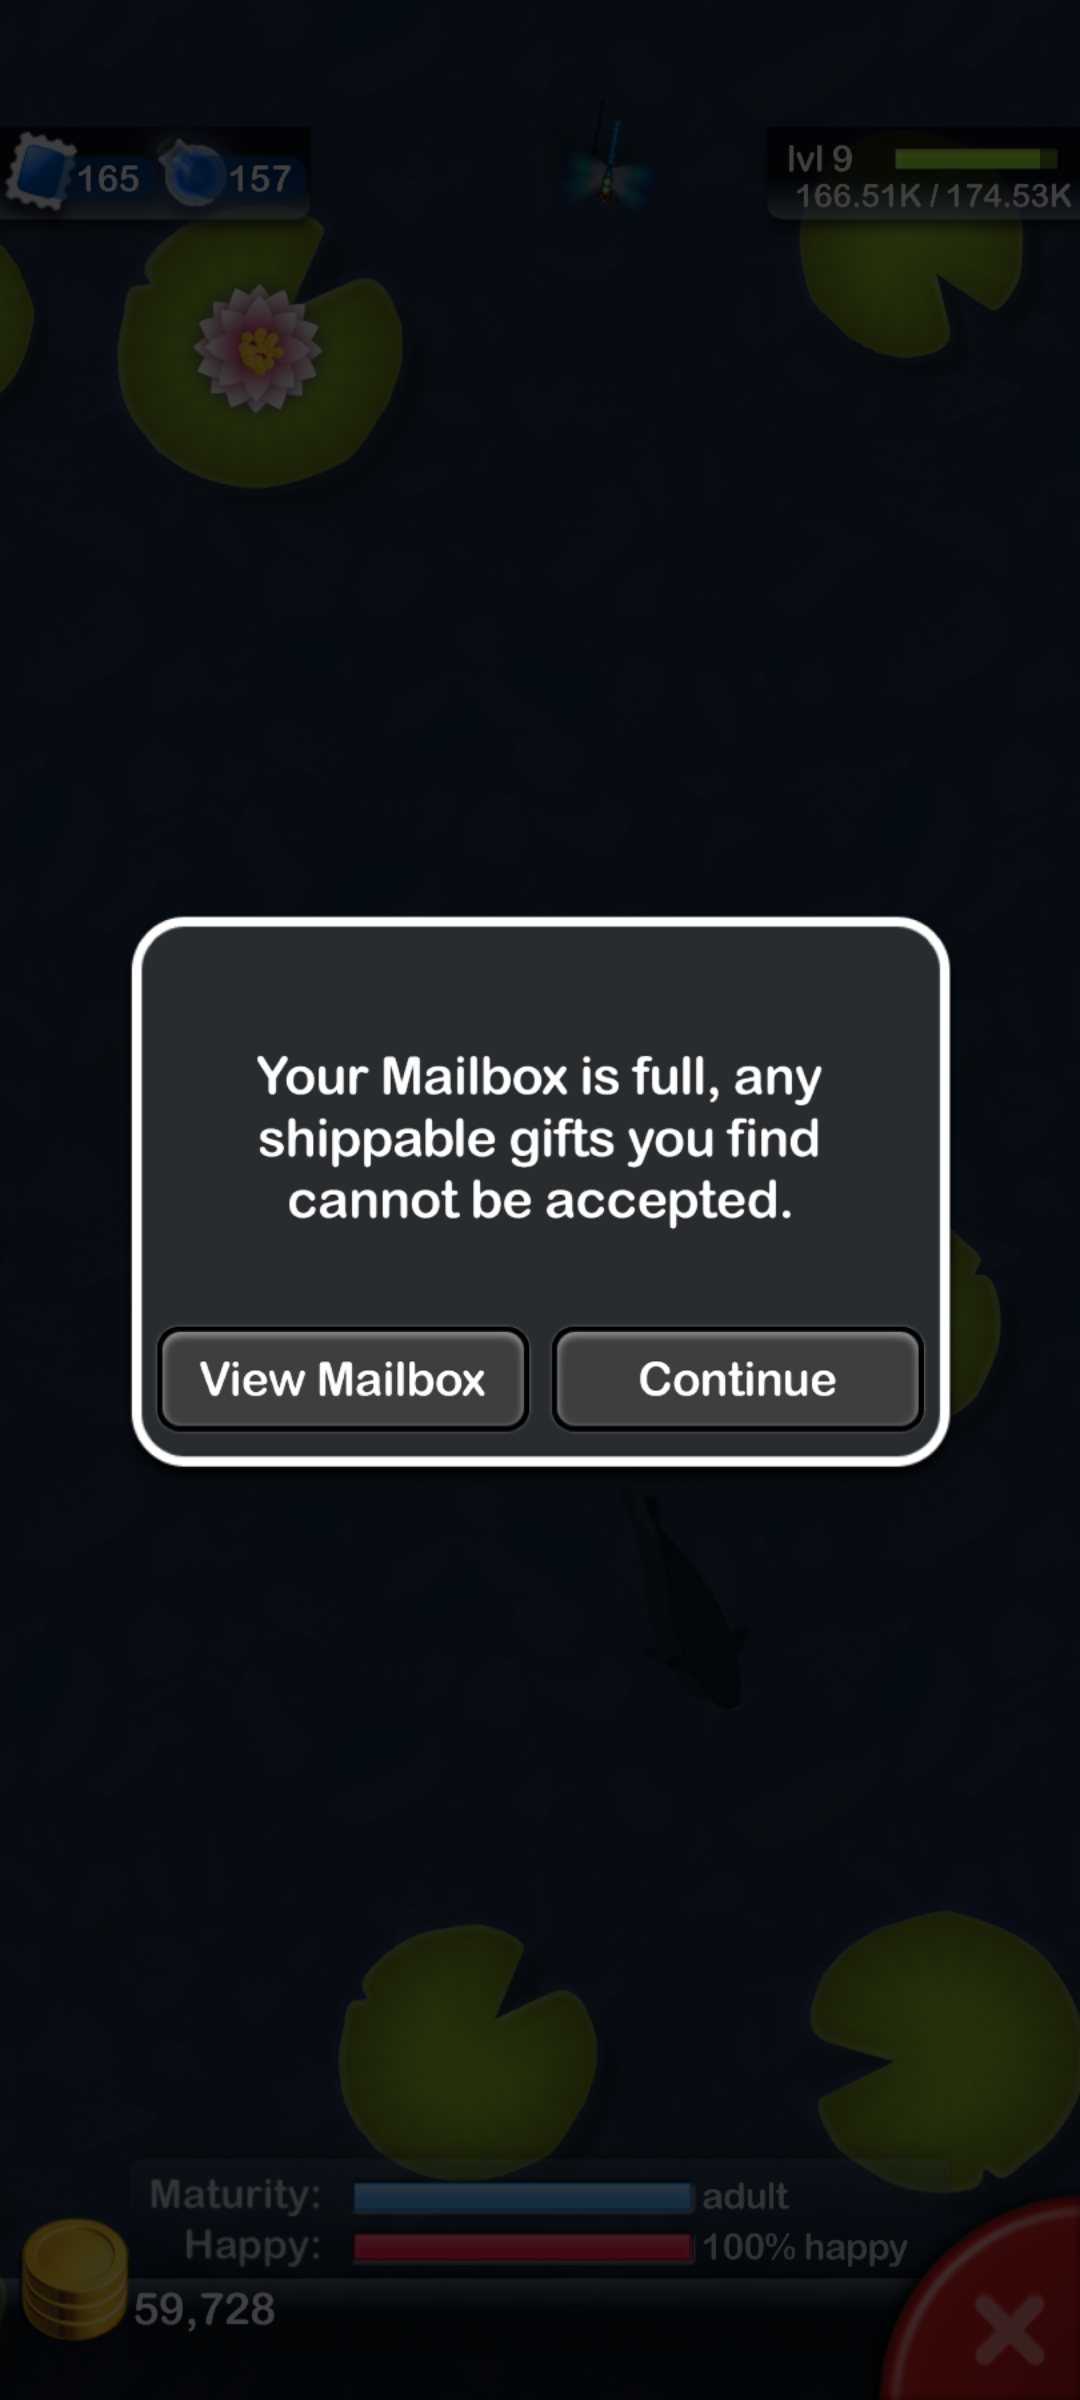 165 157
lvl 9
166.51K / 174.53K
Your Mailbox is full, any
shippable gifts you find
cannot be accepted.
View Mailbox Continue
Maturity: adult
Happy: 100% happy
59,728